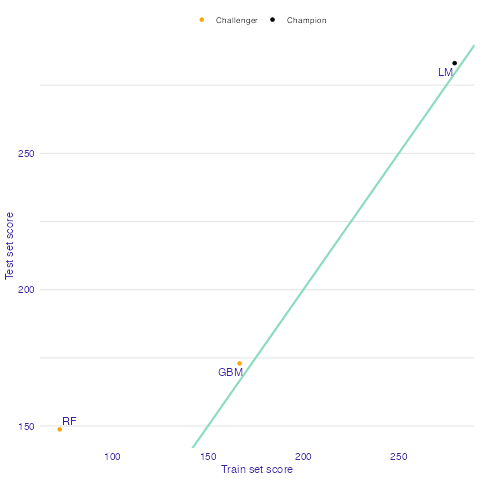 Challenger Champion
LM
250
Test set score
200
GBM
RF
150
100 150 200 250
Train set score